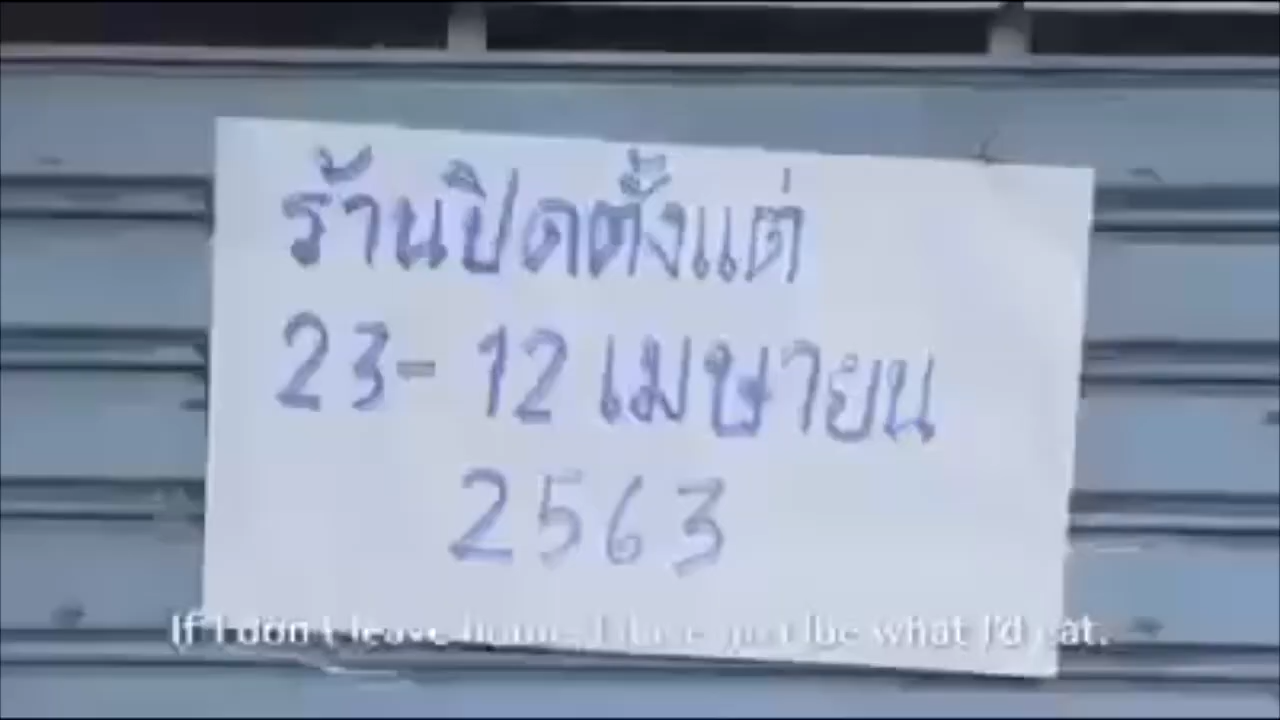 ร้านปิดตั้งแต่
23- 12 เมษายน
2563
If I don't leave home, I
be what I'd eat.